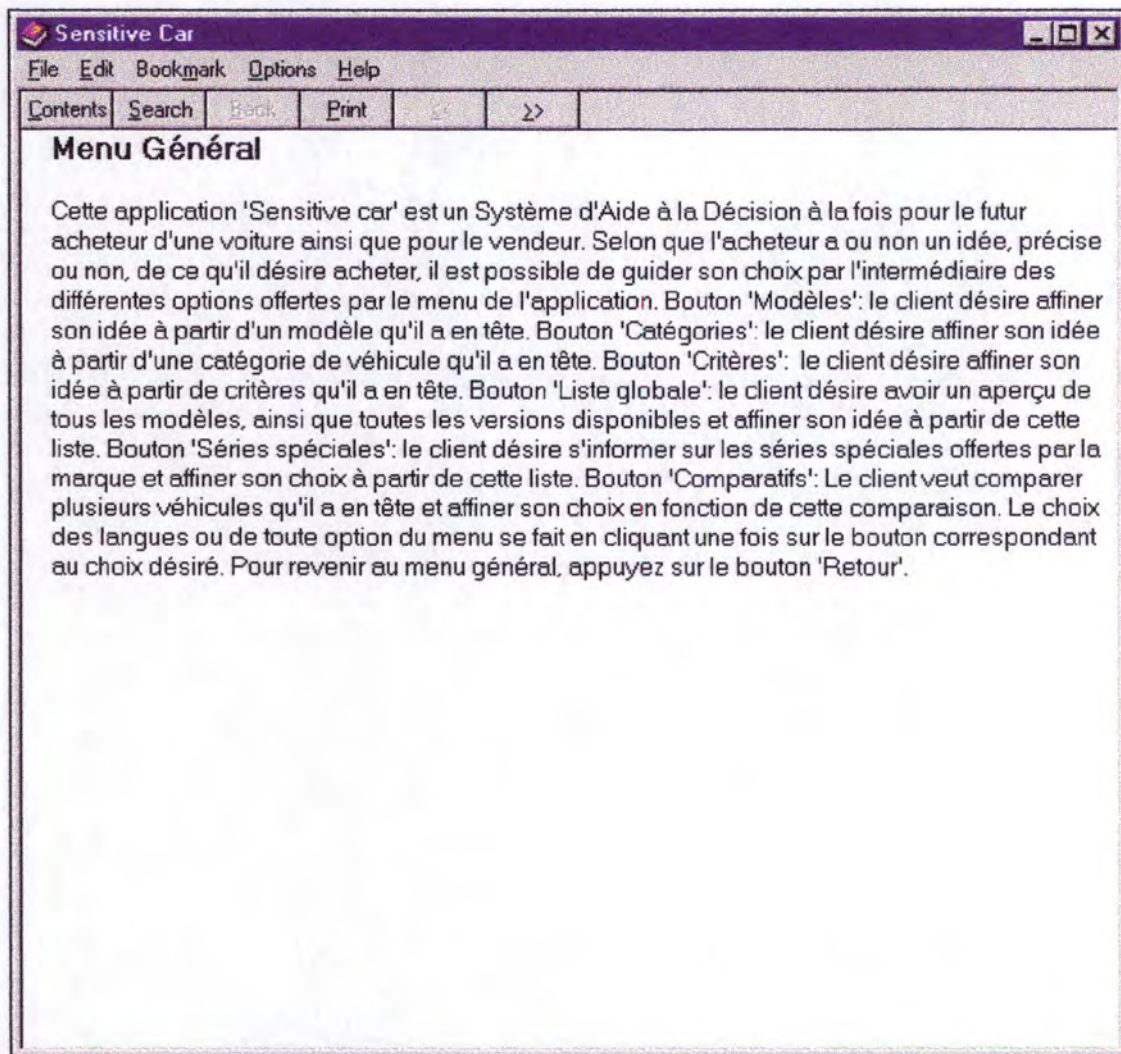 Sensitive Car
File Edit Bookmark Options Help
Contents Search Back Print << >>
Menu Général
Cette application 'Sensitive car' est un Système d'Aide à la Décision à la fois pour le futur
acheteur d'une voiture ainsi que pour le vendeur. Selon que l'acheteur a ou non un idée, précise
ou non, de ce qu'il désire acheter, il est possible de guider son choix par l'intermédiaire des
différentes options offertes par le menu de l'application. Bouton 'Modèles': le client désire affiner
son idée à partir d'un modèle qu'il a en tête. Bouton 'Catégories': le client désire affiner son idée
à partir d'une catégorie de véhicule qu'il a en tête. Bouton 'Critères':  le client désire affiner son
idée à partir de critères qu'il a en tête. Bouton 'Liste globale': le client désire avoir un aperçu de
tous les modèles, ainsi que toutes les versions disponibles et affiner son idée à partir de cette
liste. Bouton 'Séries spéciales': le client désire s'informer sur les séries spéciales offertes par la
marque et affiner son choix à partir de cette liste. Bouton 'Comparatifs': Le client veut comparer
plusieurs véhicules qu'il a en tête et affiner son choix en fonction de cette comparaison. Le choix
des langues ou de toute option du menu se fait en cliquant une fois sur le bouton correspondant
au choix désiré. Pour revenir au menu général, appuyez sur le bouton 'Retour'.